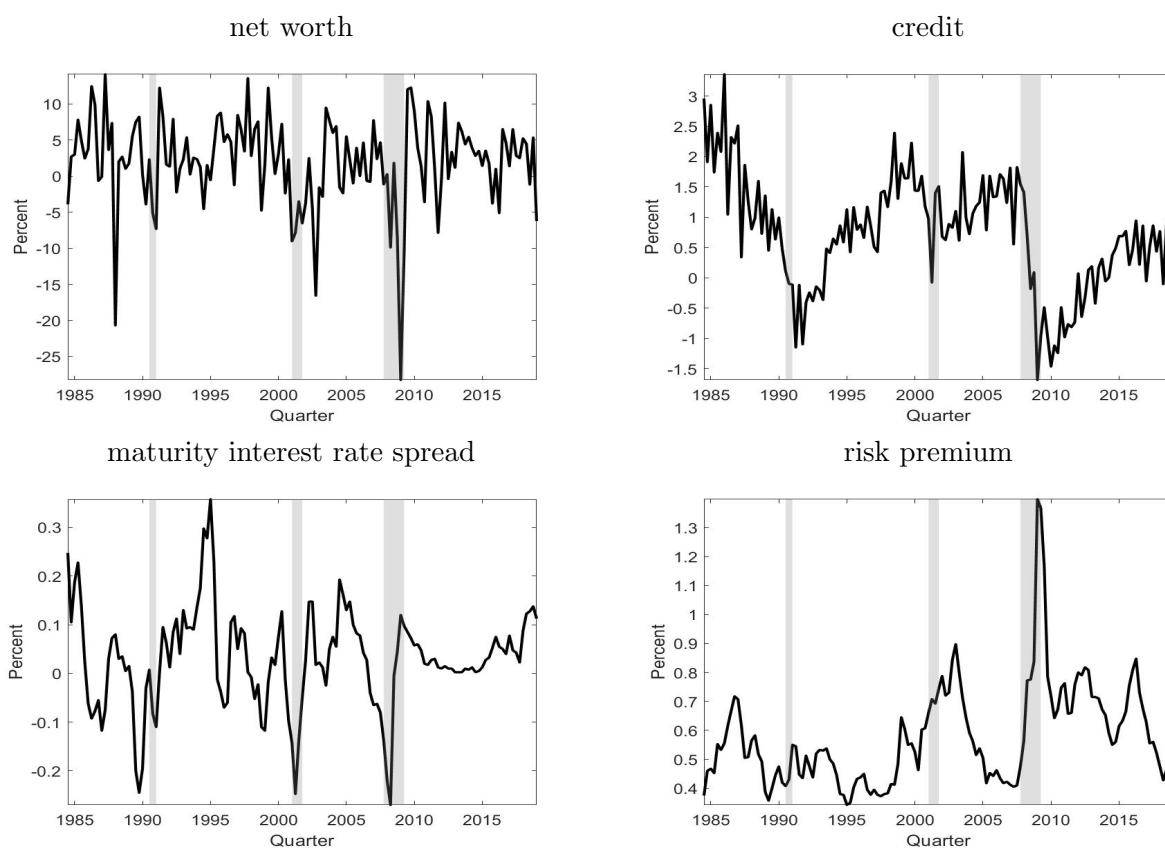 net worth
credit
10
5
0
-5
-10
-15
-20
-25
Percent
1985 1990 1995 2000 2005 2010 2015
Quarter
3
2.5
2
1.5
1
0.5
0
-0.5
-1
-1.5
Percent
1985 1990 1995 2000 2005 2010 2015
Quarter
maturity interest rate spread
risk premium
0.3
0.2
0.1
0
-0.1
-0.2
Percent
1985 1990 1995 2000 2005 2010 2015
Quarter
1.3
1.2
1.1
1
0.9
0.8
0.7
0.6
0.5
0.4
Percent
1985 1990 1995 2000 2005 2010 2015
Quarter